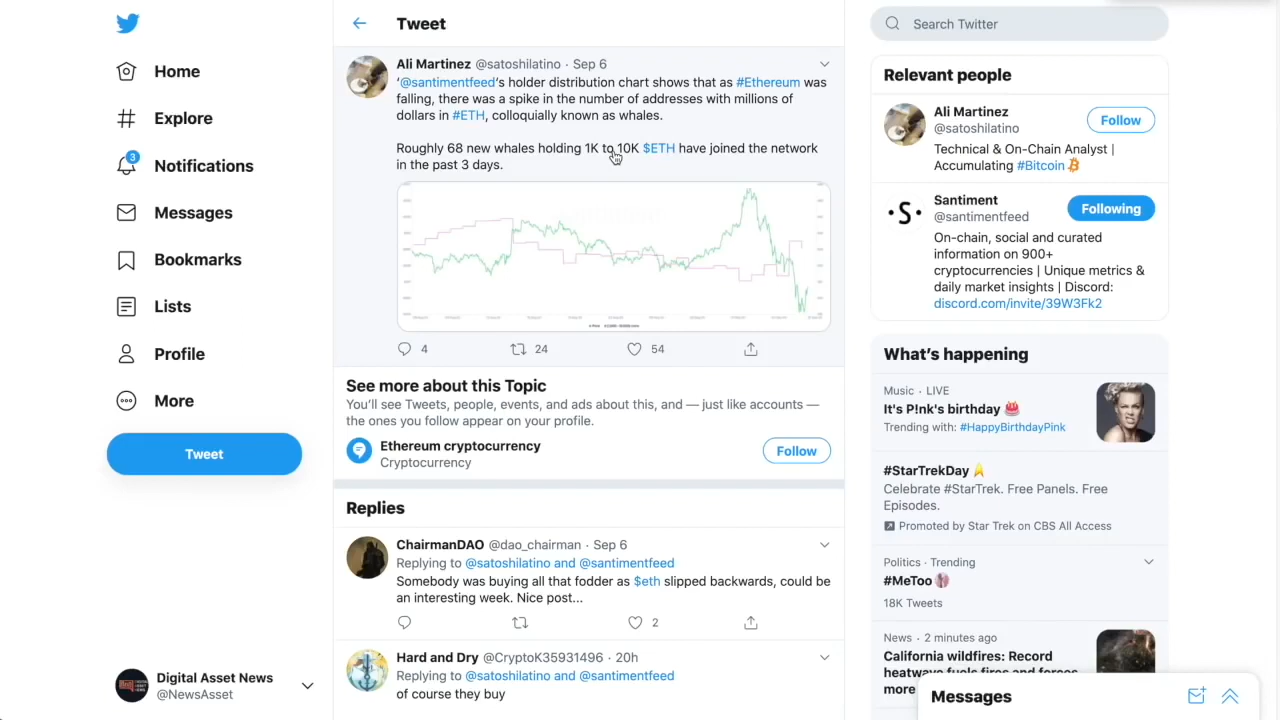 Home
Explore
3
Notifications
Messages
Bookmarks
Lists
Profile
More
Tweet
Digital Asset News
@NewsAsset
Tweet
Ali Martinez @satoshilatino · Sep 6
'@santimentfeed's holder distribution chart shows that as #Ethereum was
falling, there was a spike in the number of addresses with millions of
dollars in #ETH, colloquially known as whales.
Roughly 68 new whales holding 1K to 10K $ETH have joined the network
in the past 3 days.
4
24
54
See more about this Topic
You'll see Tweets, people, events, and ads about this, and — just like accounts —
the ones you follow appear on your profile.
Ethereum cryptocurrency
Cryptocurrency
Follow
Replies
ChairmanDAO @dao_chairman · Sep 6
Replying to @satoshilatino and @santimentfeed
Somebody was buying all that fodder as $eth slipped backwards, could be
an interesting week. Nice post...
2
Hard and Dry @CryptoK35931496 · 20h
Replying to @satoshilatino and @santimentfeed
of course they buy
Search Twitter
Relevant people
Ali Martinez
@satoshilatino
Follow
Technical & On-Chain Analyst |
Accumulating #Bitcoin
·S·
Santiment
@santimentfeed
Following
On-chain, social and curated
information on 900+
cryptocurrencies | Unique metrics &
daily market insights | Discord:
discord.com/invite/39W3Fk2
What's happening
Music · LIVE
It's P!nk's birthday
Trending with: #HappyBirthdayPink
#StarTrekDay
Celebrate #StarTrek. Free Panels. Free
Episodes.
Promoted by Star Trek on CBS All Access
Politics · Trending
#MeToo
18K Tweets
News · 2 minutes ago
California wildfires: Record
heatwave fuels fires and forces
more
Messages